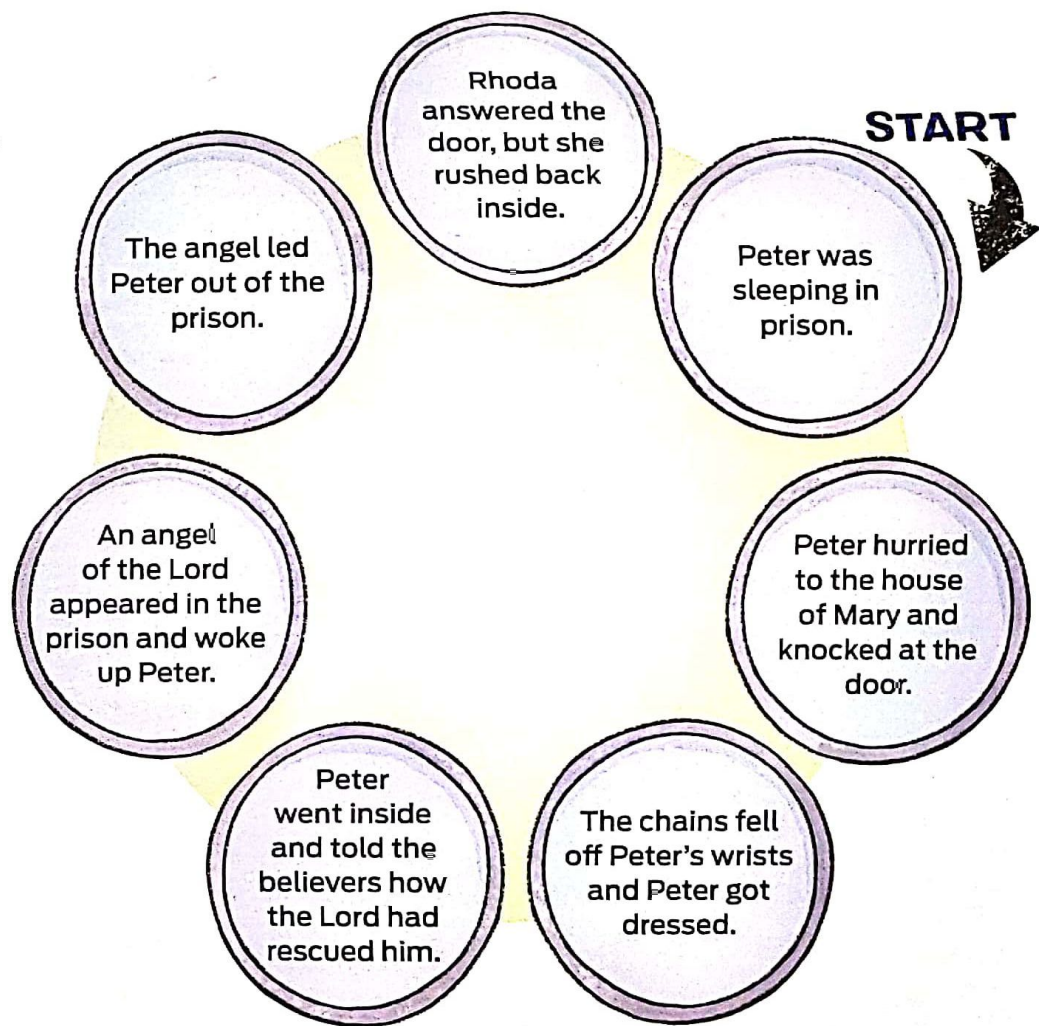 START
Peter was
sleeping in
prison.
Peter hurried
to the house
of Mary and
knocked at the
door.
The chains fell
off Peter's wrists
and Peter got
dressed.
Peter
went inside
and told the
believers how
the Lord had
rescued him.
An angel
of the Lord
appeared in the
prison and woke
up Peter.
The angel led
Peter out of the
prison.
Rhoda
answered the
door, but she
rushed back
inside.